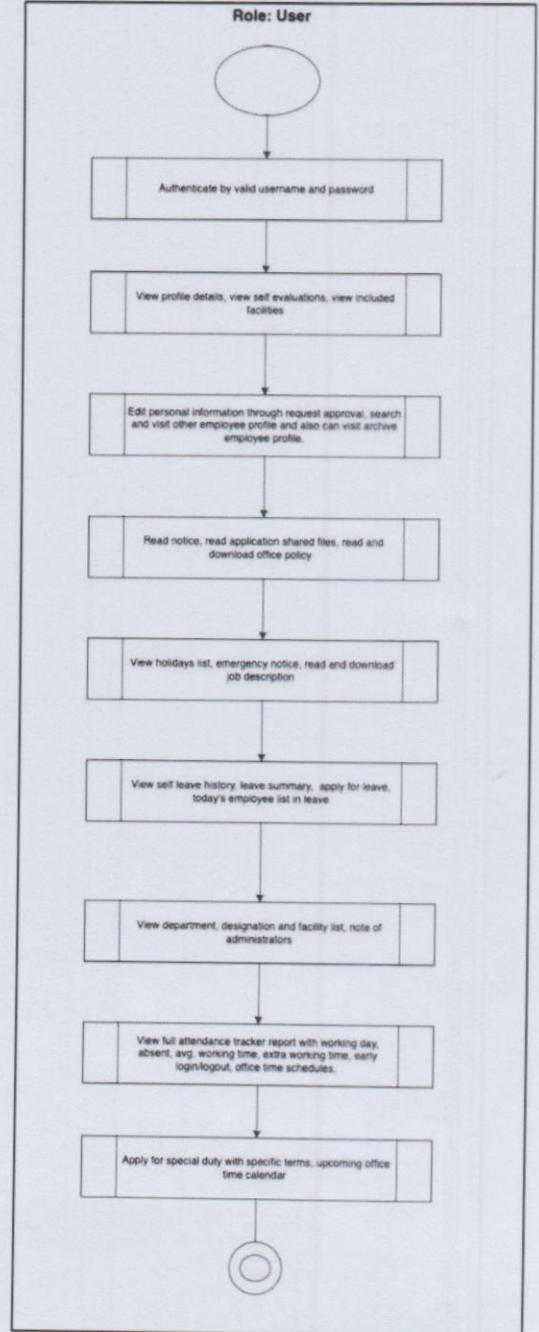 Role: User
Authenticate by valid username and password
View profile details, view self evaluations, view included
facilities
Edit personal information through request approval, search
and visit other employee profile and also can visit archive
employee profile.
Read notice, read application shared files, read and
download office policy
View holidays list, emergency notice, read and download
job description
View self leave history, leave summary, apply for leave,
today's employee list in leave
View department, designation and facility list, note of
administrators
View full attendance tracker report with working day,
absent, avg. working time, extra working time, early
login/logout, office time schedules.
Apply for special duty with specific terms, upcoming office
time calendar